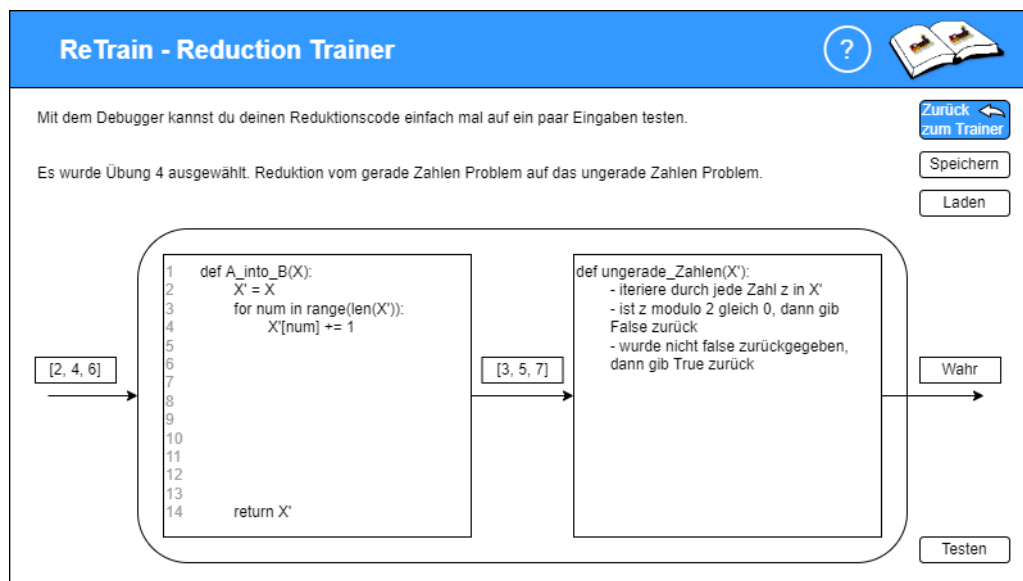 ReTrain - Reduction Trainer
?
Mit dem Debugger kannst du deinen Reduktionscode einfach mal auf ein paar Eingaben testen.
Zurück
zum Trainer
Es wurde Übung 4 ausgewählt. Reduktion vom gerade Zahlen Problem auf das ungerade Zahlen Problem.
Speichern
Laden
[2, 4, 6]
1 def A_into_B(X):
2 X' = X
3 for num in range(len(X')):
4 X'[num] += 1
5
6
7
8
9
10
11
12
13
14 return X'
[3, 5, 7]
def ungerade_Zahlen(X'):
- iteriere durch jede Zahl z in X'
- ist z modulo 2 gleich 0, dann gib
False zurück
- wurde nicht false zurückgegeben,
dann gib True zurück
Wahr
Testen